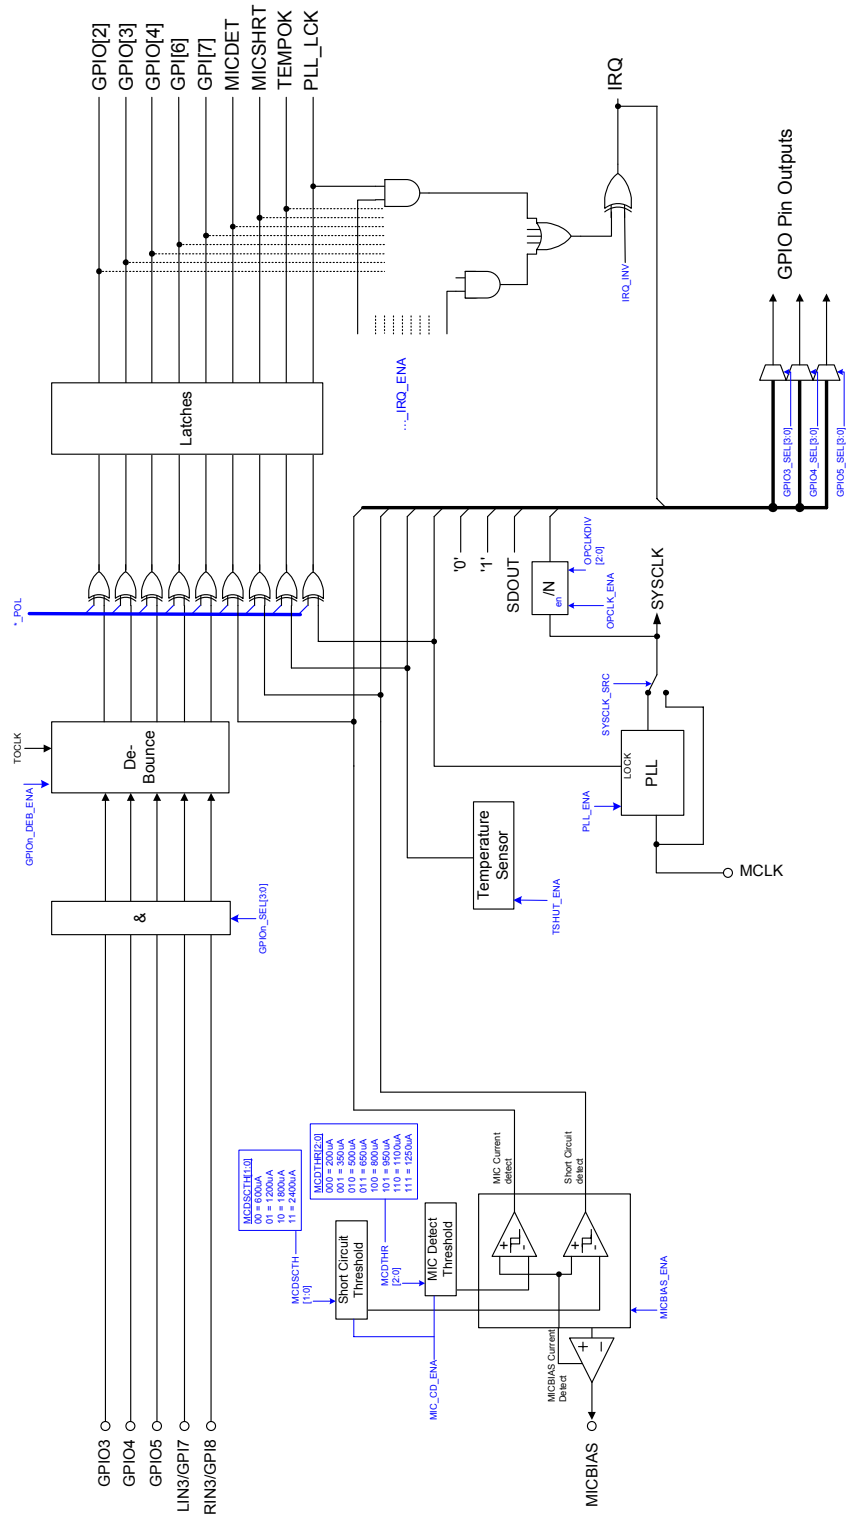 GPIO[2]
GPIO[3]
GPIO[4]
GPI[6]
GPI[7]
MICDET
MICSHRT
TEMPOK
PLL_LCK
IRQ
IRQ_INV
..._IRQ_ENA
Latches
GPIO Pin Outputs
GPIO3_SEL[3:0]
GPIO4_SEL[3:0]
GPIO5_SEL[3:0]
*_POL
'0'
'1'
SDOUT
/N
en
OPCLKDIV
[2:0]
OPCLK_ENA
SYSCLK
SYSCLK_SRC
TOCLK
De-
Bounce
GPIOn_DEB_ENA
LOCK
PLL
PLL_ENA
MCLK
Temperature
Sensor
TSHUT_ENA
&
GPIOn_SEL[3:0]
MCDSCTH[1:0]
00 = 600uA
01 = 1200uA
10 = 1800uA
11 = 2400uA
MCDTHR[2:0]
000 = 200uA
001 = 350uA
010 = 500uA
011 = 650uA
100 = 800uA
101 = 950uA
110 = 1100uA
111 = 1250uA
MCDSCTH
[1:0]
Short Circuit
Threshold
MCDTHR
[2:0]
MIC Detect
Threshold
MIC_CD_ENA
MIC Current
detect
Short Circuit
detect
+
-
+
-
MICBIAS Current
Detect
+
–
MICBIAS_ENA
GPIO3
GPIO4
GPIO5
LIN3/GPI7
RIN3/GPI8
MICBIAS